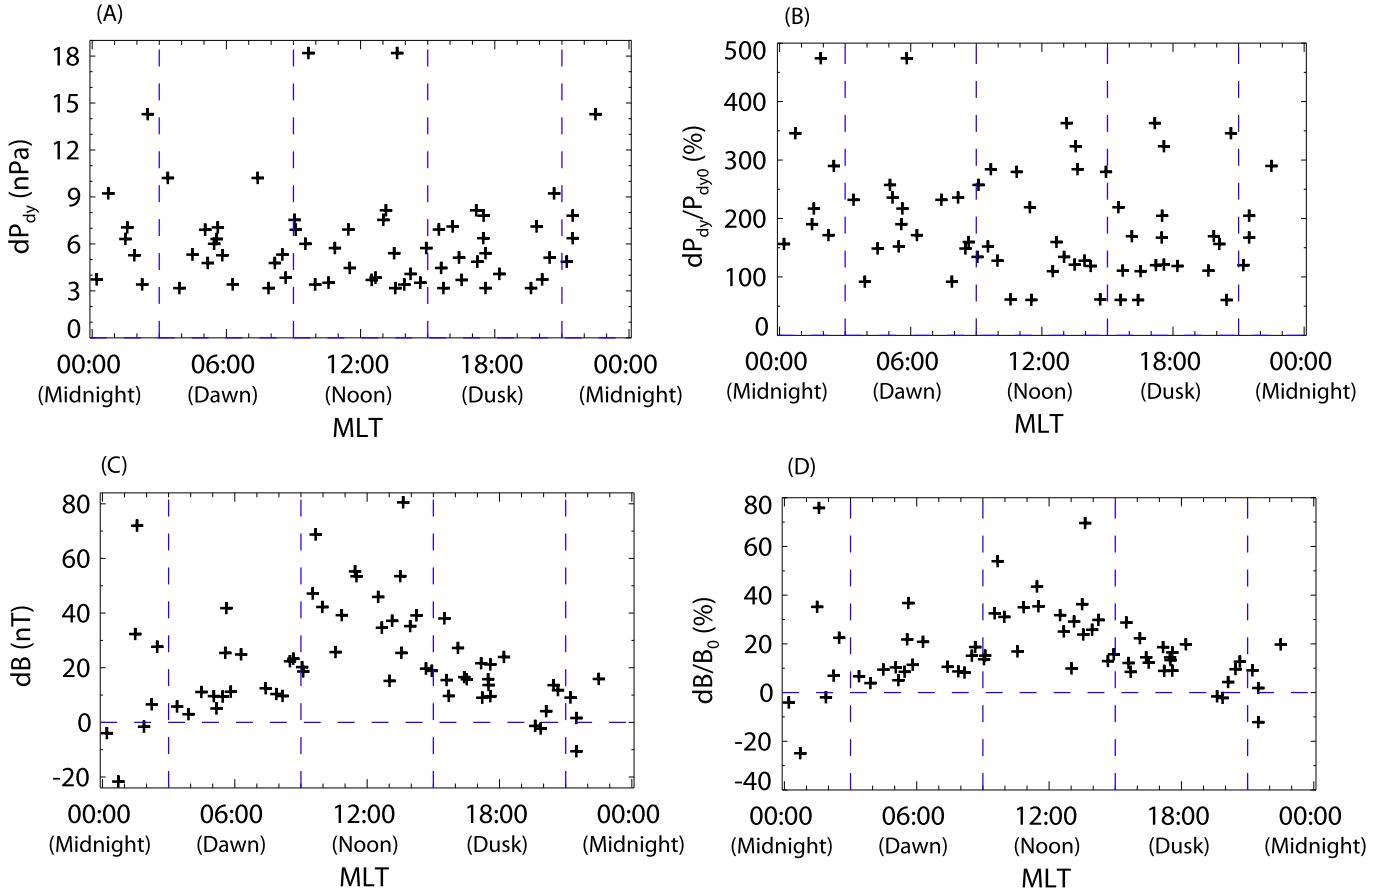 (A)
18
15
12
9
6
3
0
dP_dy (nPa)
00:00 06:00 12:00 18:00 00:00
(Midnight) (Dawn) (Noon) (Dusk) (Midnight)
MLT
(B)
500
400
300
200
100
0
dP_dy/P_dy0 (%)
00:00 06:00 12:00 18:00 00:00
(Midnight) (Dawn) (Noon) (Dusk) (Midnight)
MLT
(C)
80
60
40
20
0
-20
dB (nT)
00:00 06:00 12:00 18:00 00:00
(Midnight) (Dawn) (Noon) (Dusk) (Midnight)
MLT
(D)
80
60
40
20
0
-20
-40
dB/B_0 (%)
00:00 06:00 12:00 18:00 00:00
(Midnight) (Dawn) (Noon) (Dusk) (Midnight)
MLT